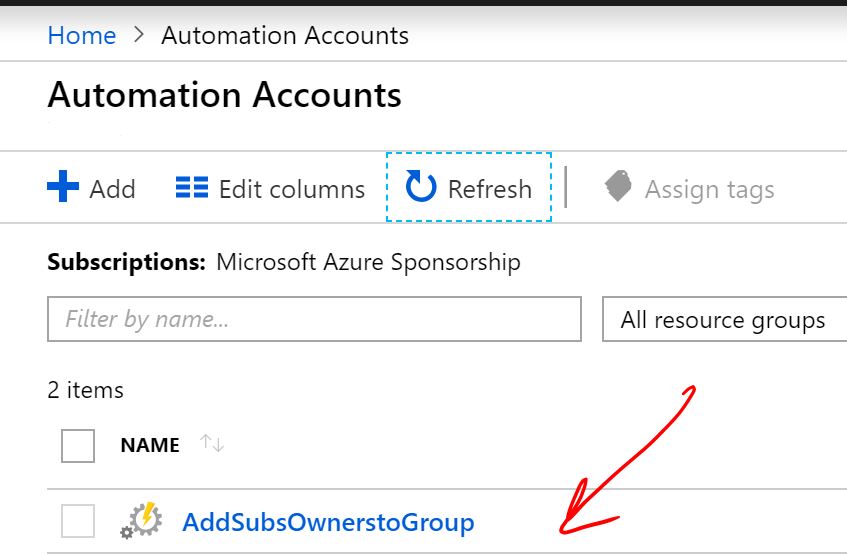 Home > Automation Accounts
Automation Accounts
Add Edit columns Refresh Assign tags
Subscriptions: Microsoft Azure Sponsorship
Filter by name... All resource groups
2 items
NAME ↑↓
AddSubsOwnerstoGroup